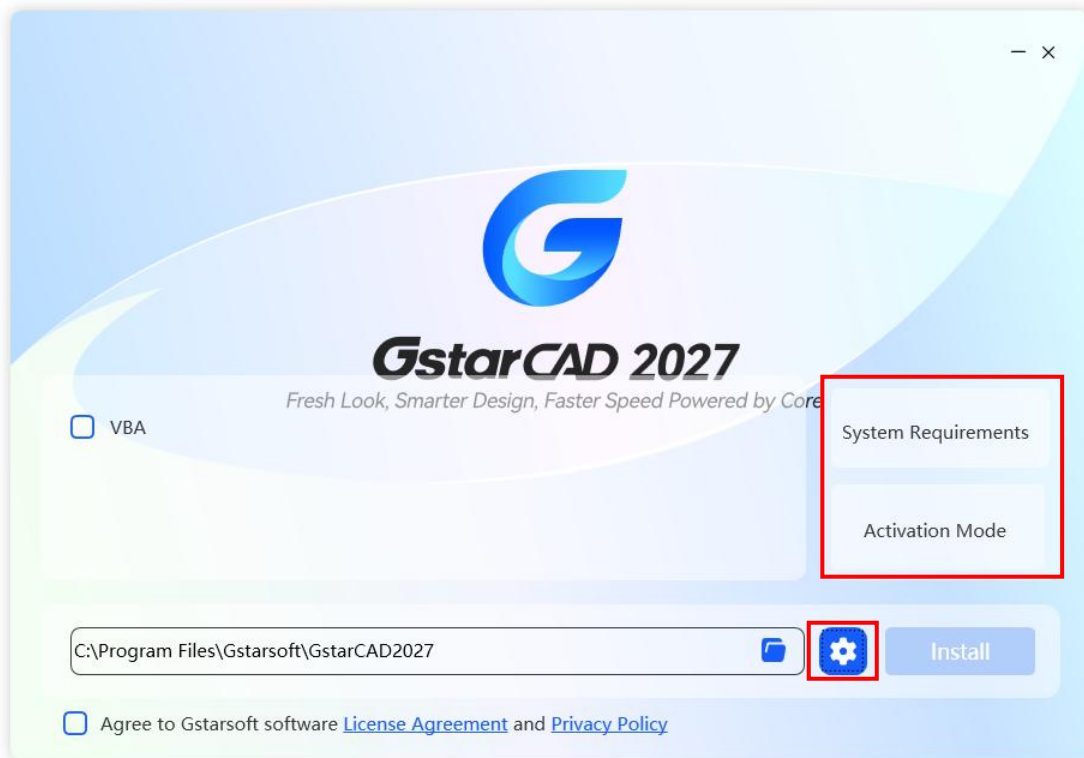 GstarCAD 2027
Fresh Look, Smarter Design, Faster Speed Powered by Core
VBA
System Requirements
Activation Mode
C:\Program Files\Gstarsoft\GstarCAD2027
Install
Agree to Gstarsoft software License Agreement and Privacy Policy